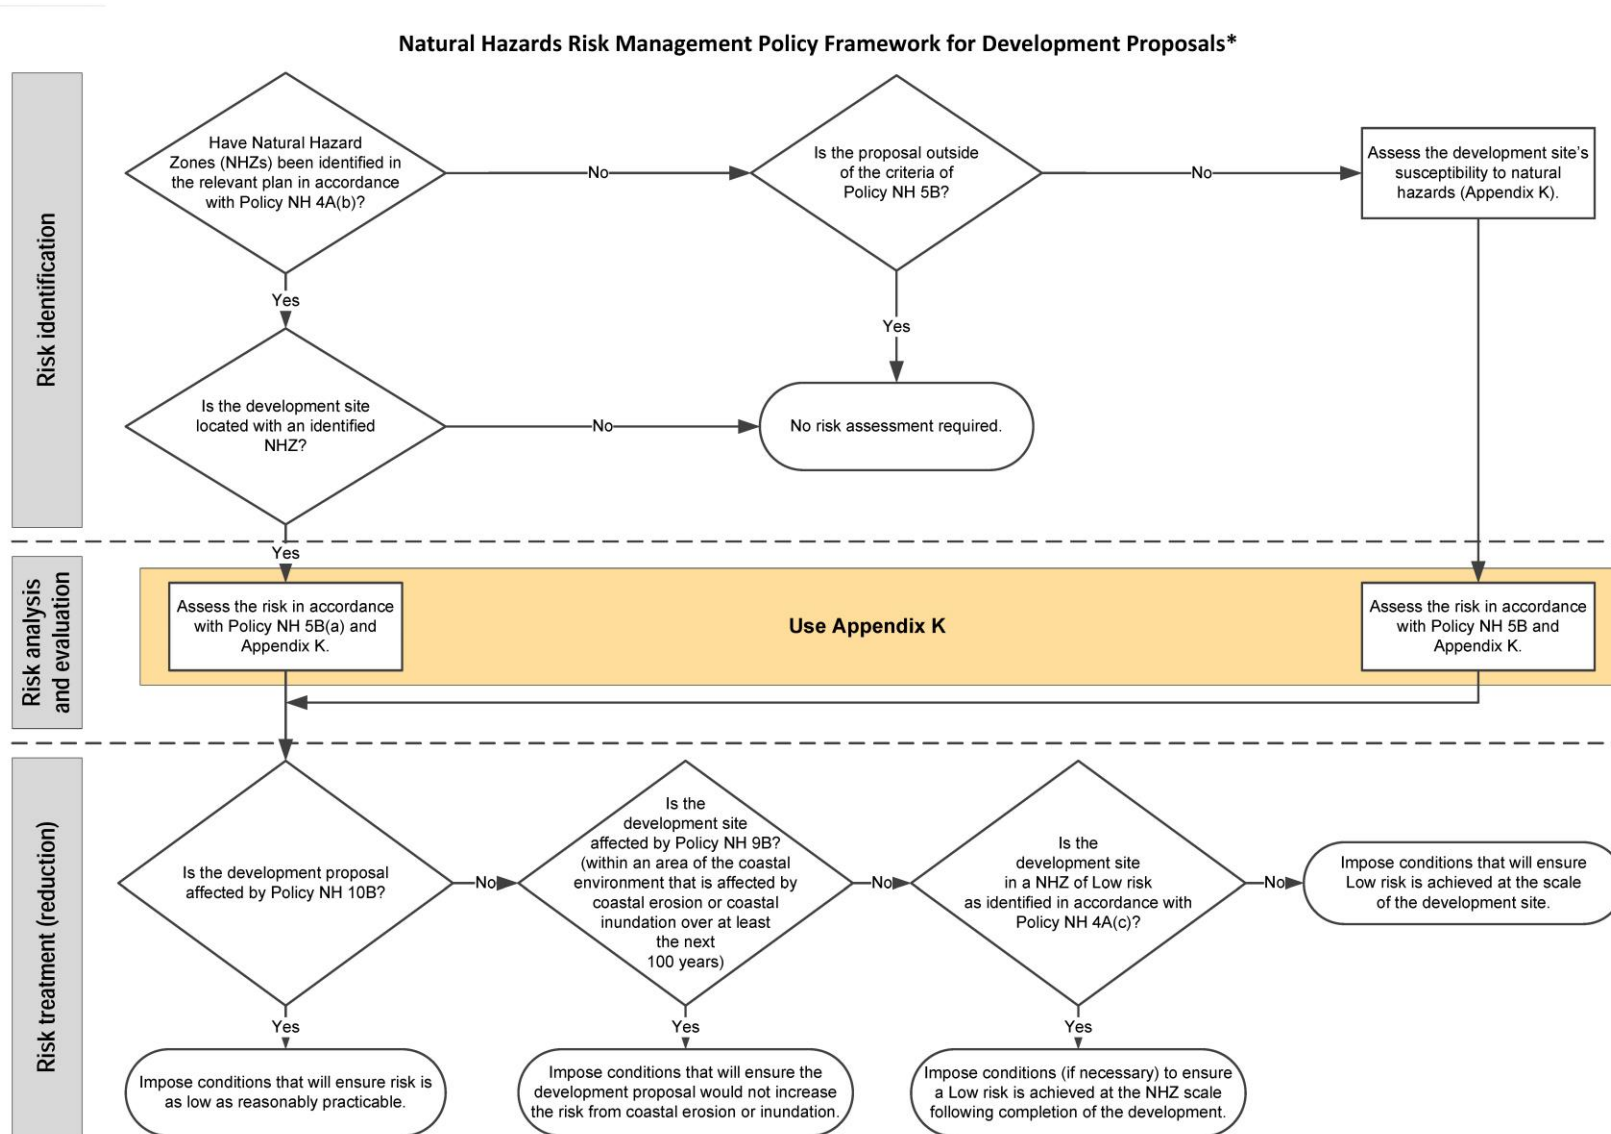 Natural Hazards Risk Management Policy Framework for Development Proposals*
Risk identification
Have Natural Hazard
Zones (NHZs) been identified in
the relevant plan in accordance
with Policy NH 4A(b)?
No
Is the proposal outside
of the criteria of
Policy NH 5B?
No
Assess the development site's
susceptibility to natural
hazards (Appendix K).
Yes
Yes
Is the development site
located with an identified
NHZ?
No
No risk assessment required.
Yes
Risk analysis
and evaluation
Assess the risk in accordance
with Policy NH 5B(a) and
Appendix K.
Use Appendix K
Assess the risk in accordance
with Policy NH 5B and
Appendix K.
Risk treatment (reduction)
Is the development proposal
affected by Policy NH 10B?
No
Is the
development site
affected by Policy NH 9B?
(within an area of the coastal
environment that is affected by
coastal erosion or coastal
inundation over at least
the next
100 years)
No
Is the
development site
in a NHZ of Low risk
as identified in accordance with
Policy NH 4A(c)?
No
Impose conditions that will ensure
Low risk is achieved at the scale
of the development site.
Yes
Yes
Yes
Impose conditions that will ensure risk is
as low as reasonably practicable.
Impose conditions that will ensure the
development proposal would not increase
the risk from coastal erosion or inundation.
Impose conditions (if necessary) to ensure
a Low risk is achieved at the NHZ scale
following completion of the development.